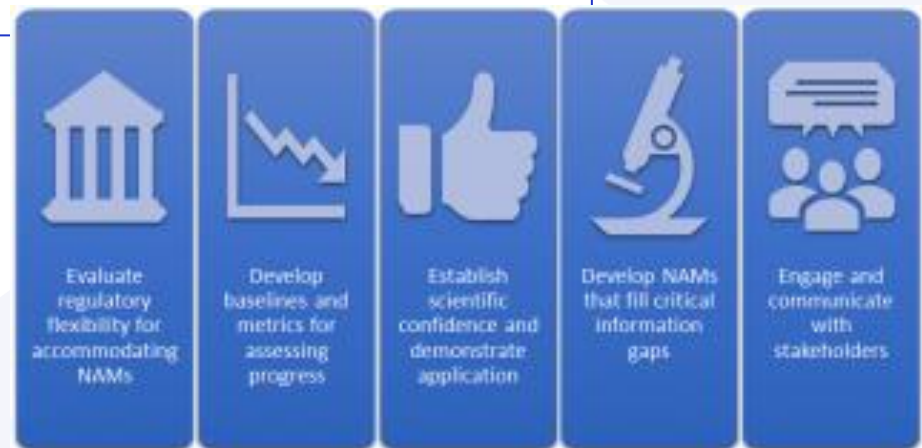 Evaluate
regulatory
flexibility for
accommodating
NAMs
Develop
baselines and
metrics for
assessing
progress
Establish
scientific
confidence and
demonstrate
application
Develop NAMs
that fill critical
information
gaps
Engage and
communicate
with
stakeholders